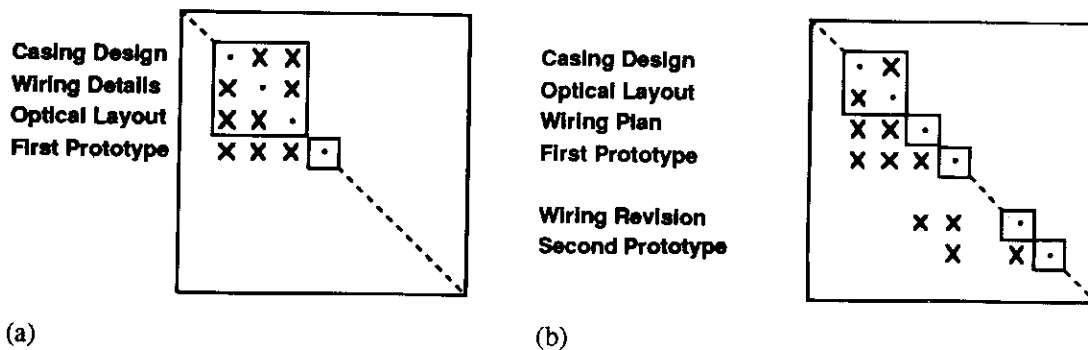 Casing Design
Wiring Details
Optical Layout
First Prototype
. X X
X . X
X X .
X X X .
(a)
Casing Design
Optical Layout
Wiring Plan
First Prototype
Wiring Revision
Second Prototype
. X
X .
X X .
X X X .
X X .
X X .
(b)